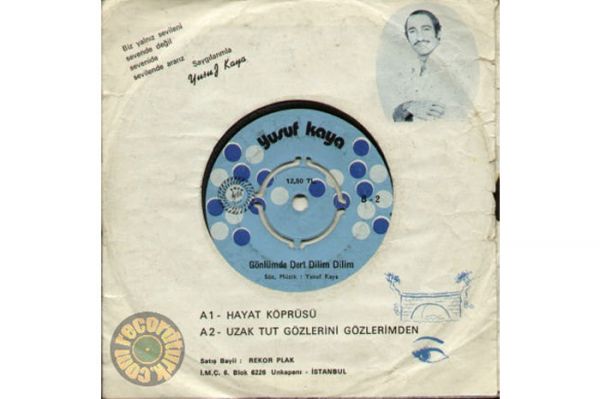 Biz yalnız sevileni
sevende değil
sevenide
sevilende ararız
Saygılarımla
Yusuf Kaya
yusuf kaya
12,50 TL
B - 2
Gönlümde Dert Dilim Dilim
Söz, Müzik : Yusuf Kaya
A1 - HAYAT KÖPRÜSÜ
A2 - UZAK TUT GÖZLERİNİ GÖZLERİMDEN
Satış Bayii : REKOR PLAK
İ.M.Ç. 6. Blok 6226 Unkapanı - İSTANBUL
recordturk.com